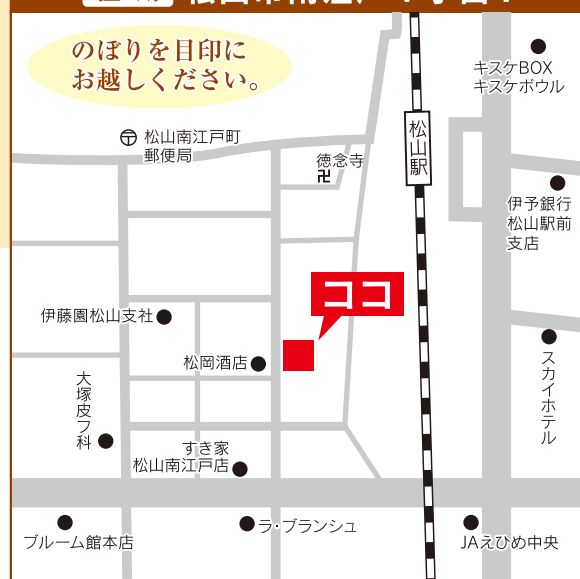 のぼりを目印に
お越しください。
キスケBOX
キスケボウル
松山南江戸町
郵便局
松山駅
徳念寺
卍
伊予銀行
松山駅前
支店
ココ
伊藤園松山支社
松岡酒店
スカイホテル
大塚皮フ科
すき家
松山南江戸店
ブルーム館本店
ラ・ブランシュ
JAえひめ中央